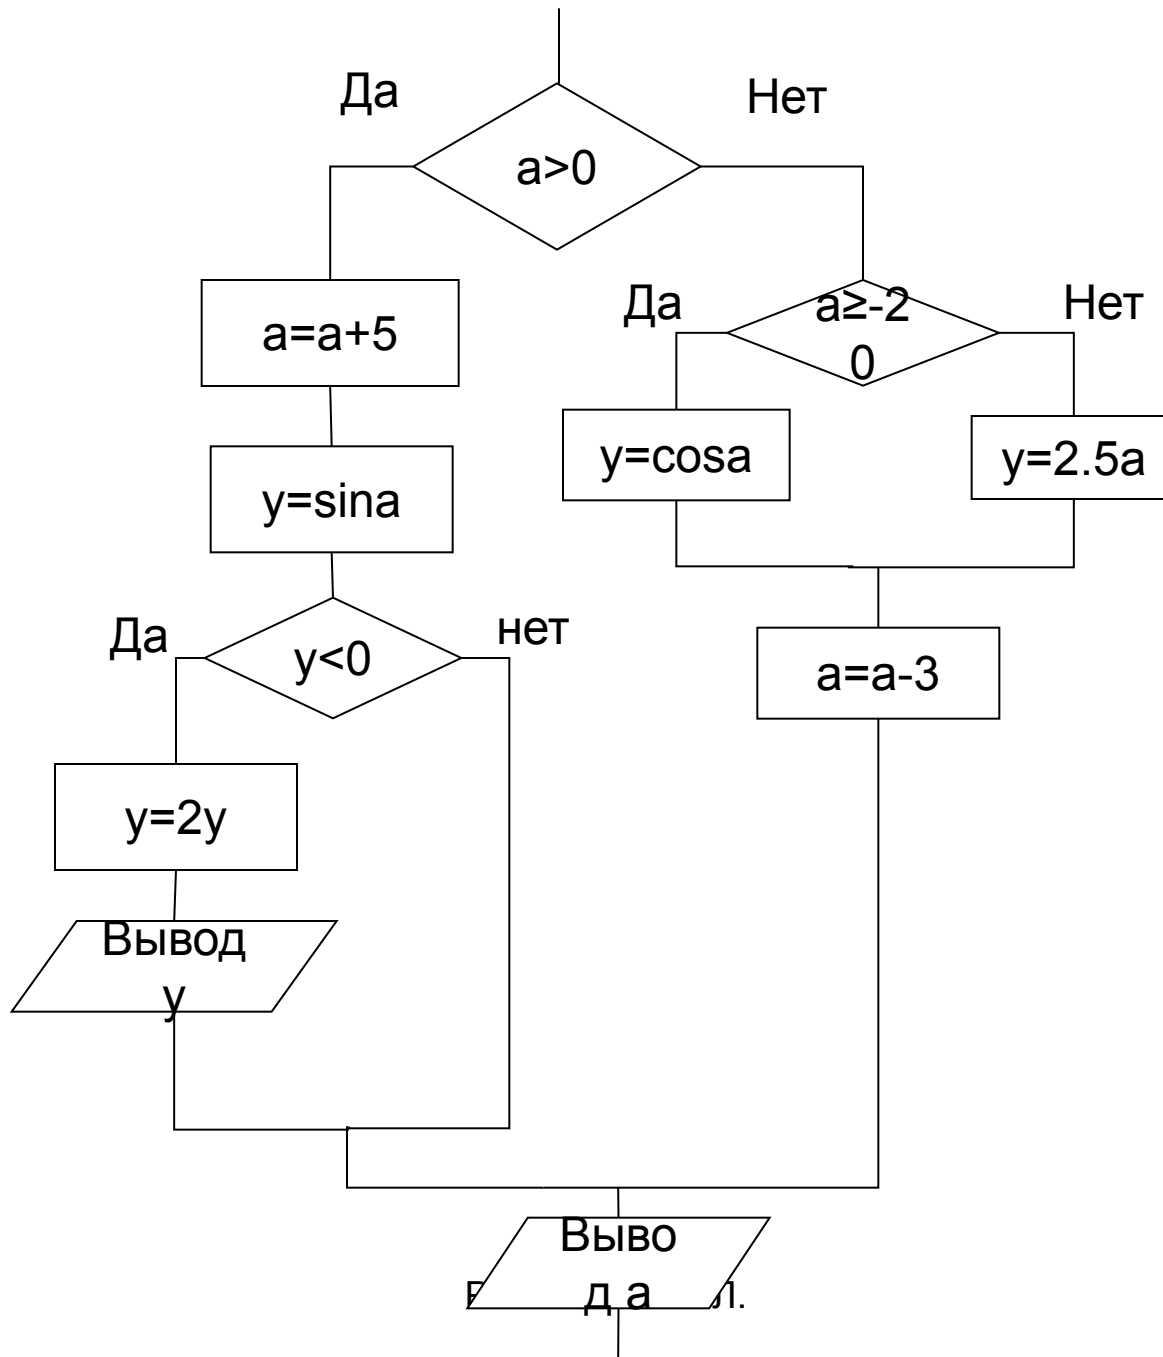 Да
Нет
a>0
a=a+5
Да
a≥-2
0
Нет
y=cosa
y=2.5a
y=sina
Да
y<0
нет
a=a-3
y=2y
Вывод
y
Выво
д a
л.